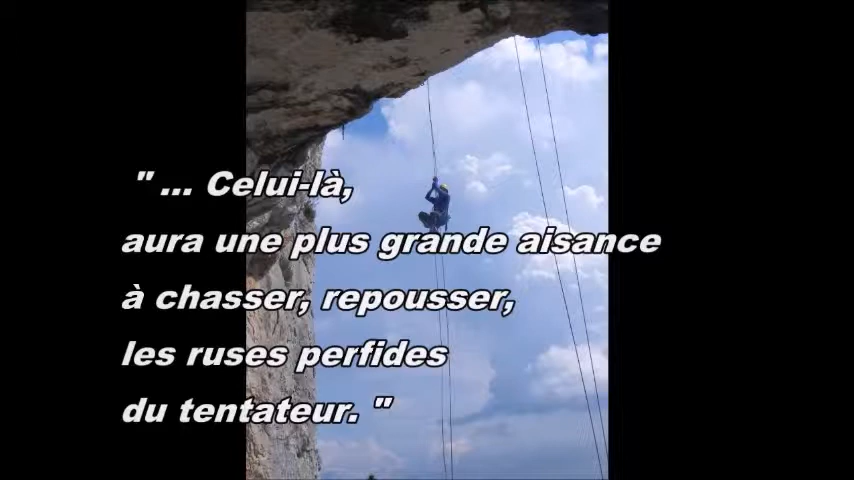 " ... Celui-là,
aura une plus grande aisance
à chasser, repousser,
les ruses perfides
du tentateur. "